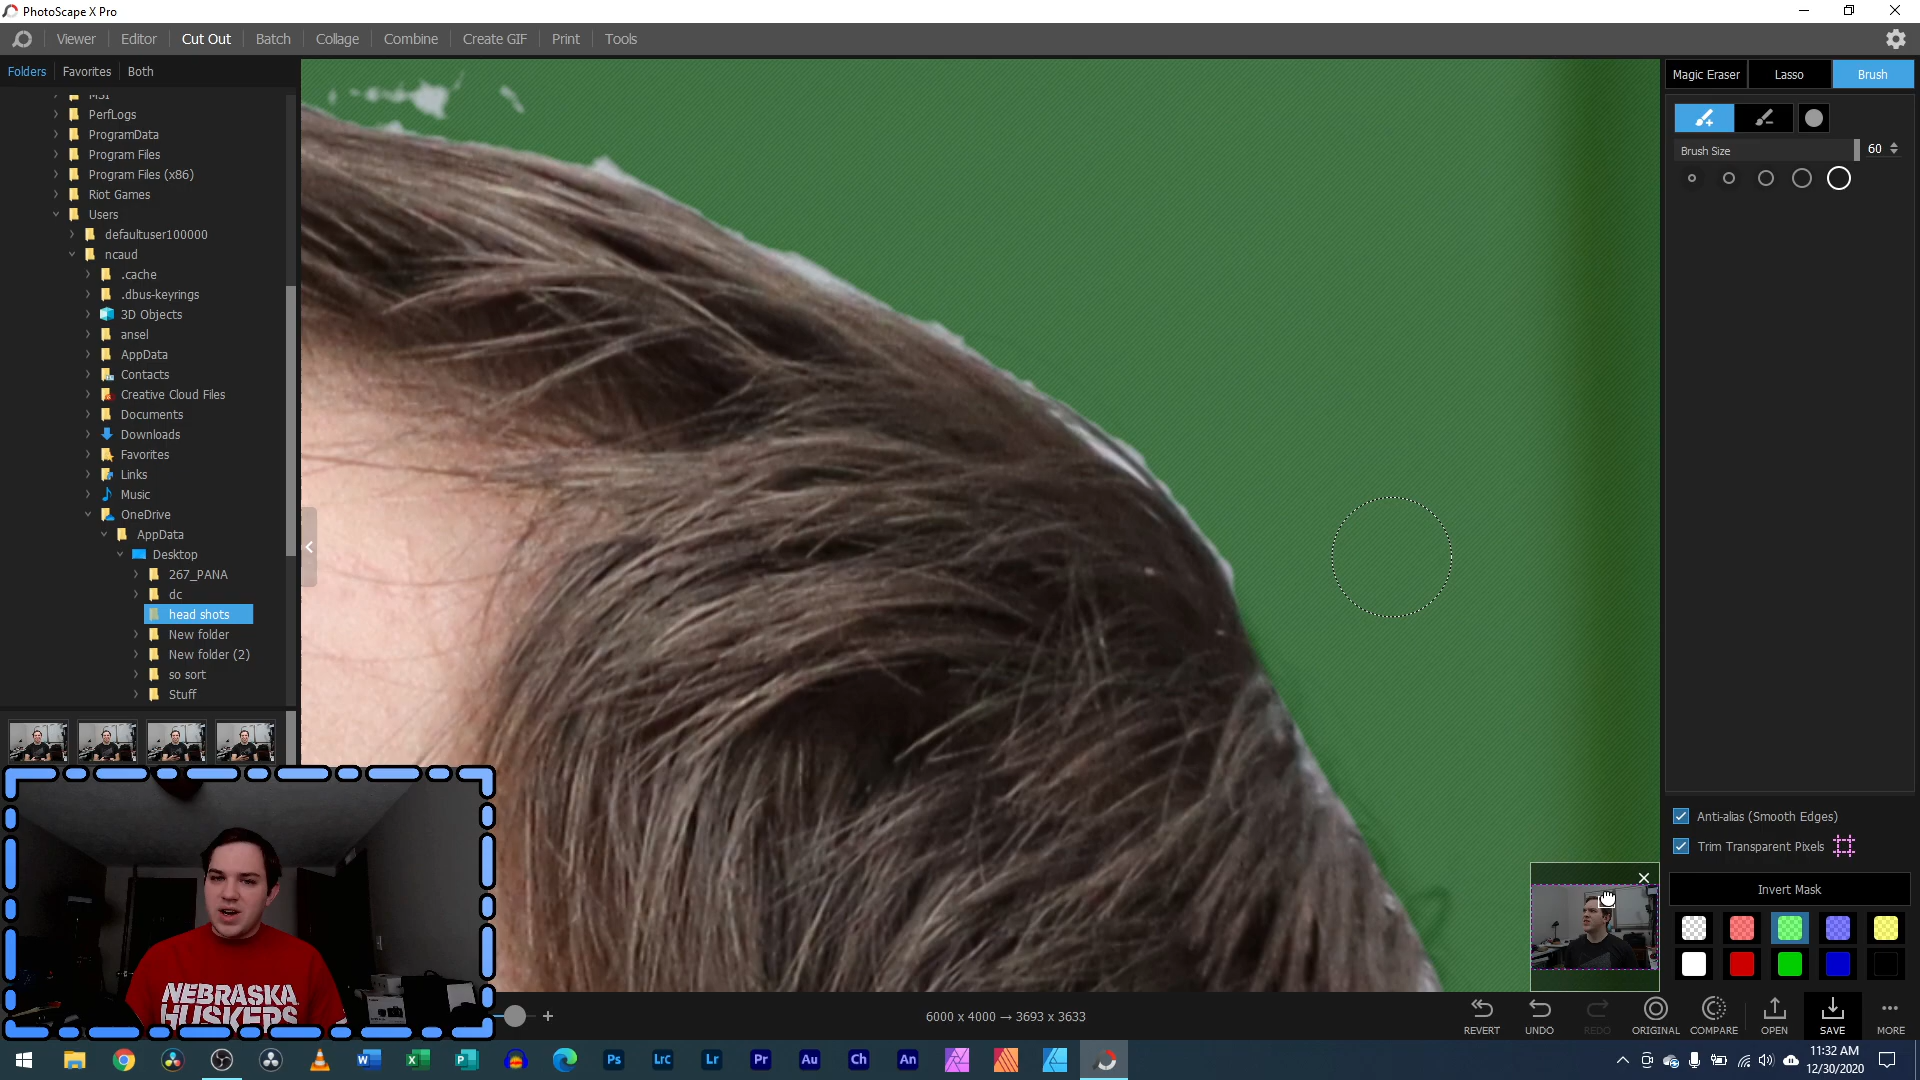 PhotoScape X Pro
Viewer Editor Cut Out Batch Collage Combine Create GIF Print Tools
Folders Favorites Both
MSI
PerfLogs
ProgramData
Program Files
Program Files (x86)
Riot Games
Users
defaultuser100000
ncaud
.cache
.dbus-keyrings
3D Objects
ansel
AppData
Contacts
Creative Cloud Files
Documents
Downloads
Favorites
Links
Music
OneDrive
AppData
Desktop
267_PANA
dc
head shots
New folder
New folder (2)
so sort
Stuff
Magic Eraser Lasso Brush
Brush Size 60
Anti-alias (Smooth Edges)
Trim Transparent Pixels
Invert Mask
NEBRASKA
HUSKERS
6000 x 4000 → 3693 x 3633
REVERT UNDO REDO ORIGINAL COMPARE OPEN SAVE MORE
W X P Ps LrC Lr Pr Au Ch An
11:32 AM
12/30/2020